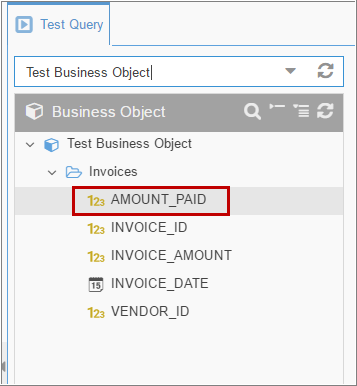 Test Query
Test Business Object
Business Object
Test Business Object
Invoices
123 AMOUNT_PAID
123 INVOICE_ID
123 INVOICE_AMOUNT
15 INVOICE_DATE
123 VENDOR_ID